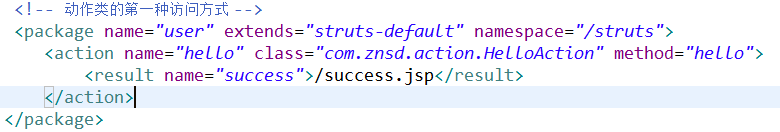 <!-- 动作类的第一种访问方式 -->
<package name="user" extends="struts-default" namespace="/struts">
<action name="hello" class="com.znsd.action.HelloAction" method="hello">
<result name="success">/success.jsp</result>
</action>
</package>